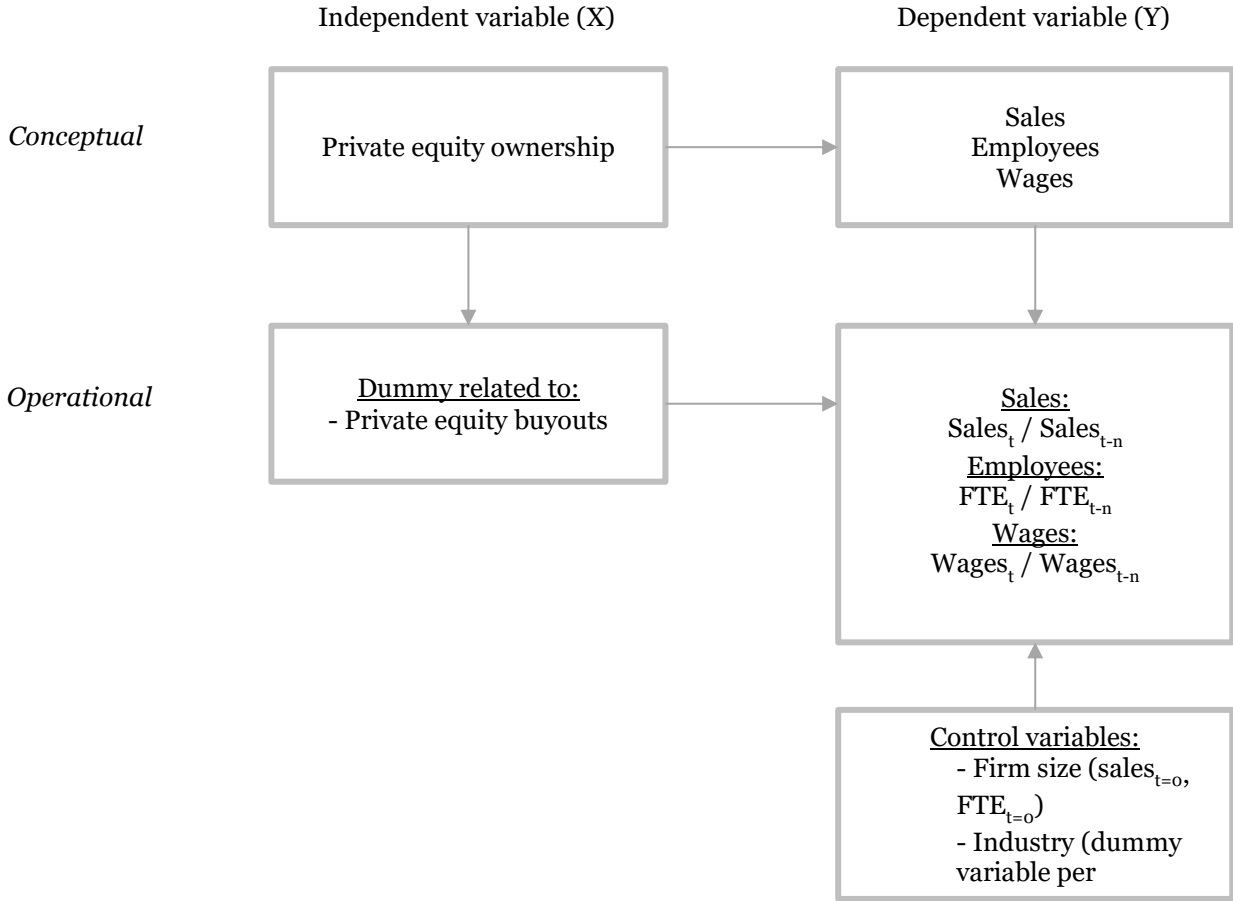 Independent variable (X)
Dependent variable (Y)
Conceptual
Private equity ownership
Sales
Employees
Wages
Operational
Dummy related to:
- Private equity buyouts
Sales:
Salesₜ / Salesₜ₋ₙ
Employees:
FTEₜ / FTEₜ₋ₙ
Wages:
Wagesₜ / Wagesₜ₋ₙ
Control variables:
- Firm size (salesₜ₌₀,
FTEₜ₌₀)
- Industry (dummy
variable per